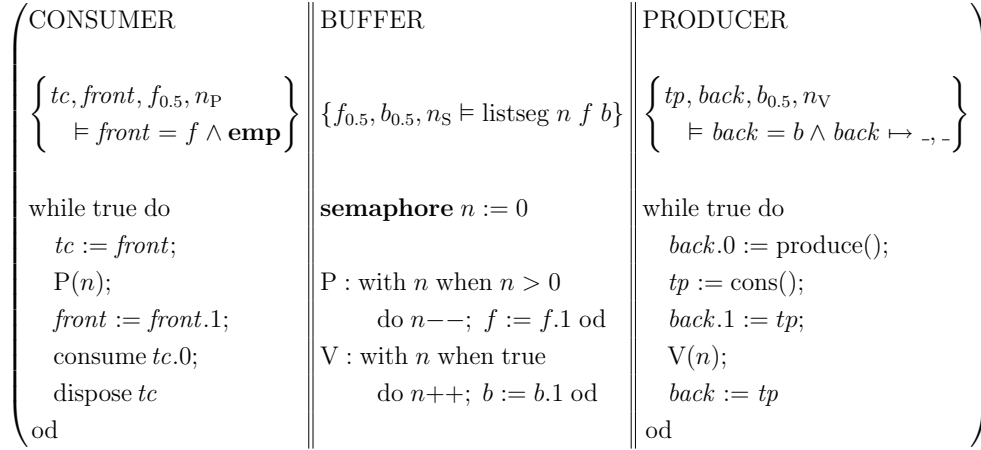 CONSUMER
{tc, front, f₀.₅, n_P
⊨ front = f ∧ emp}
while true do
tc := front;
P(n);
front := front.1;
consume tc.0;
dispose tc
od
BUFFER
{f₀.₅, b₀.₅, n_S ⊨ listseg n f b}
semaphore n := 0
P : with n when n > 0
do n−−; f := f.1 od
V : with n when true
do n++; b := b.1 od
PRODUCER
{tp, back, b₀.₅, n_V
⊨ back = b ∧ back ↦ _, _}
while true do
back.0 := produce();
tp := cons();
back.1 := tp;
V(n);
back := tp
od